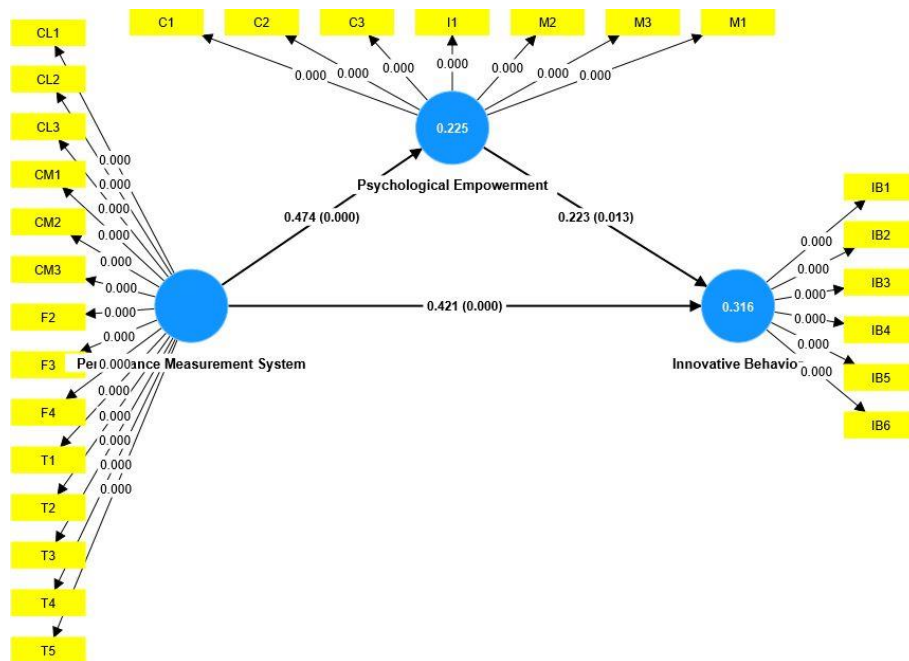 C1
C2
C3
I1
M2
M3
M1
CL1
CL2
CL3
CM1
CM2
CM3
F2
F3
F4
T1
T2
T3
T4
T5
0.000
0.000
0.000
0.000
0.000
0.000
0.000
0.225
Psychological Empowerment
0.474 (0.000)
0.223 (0.013)
0.421 (0.000)
0.000
0.000
0.000
0.000
0.000
0.000
0.000
0.000
0.000
0.000
0.000
0.000
0.000
0.000
Measurement System
0.316
Innovative
0.000
0.000
0.000
0.000
0.000
0.000
IB1
IB2
IB3
IB4
IB5
IB6